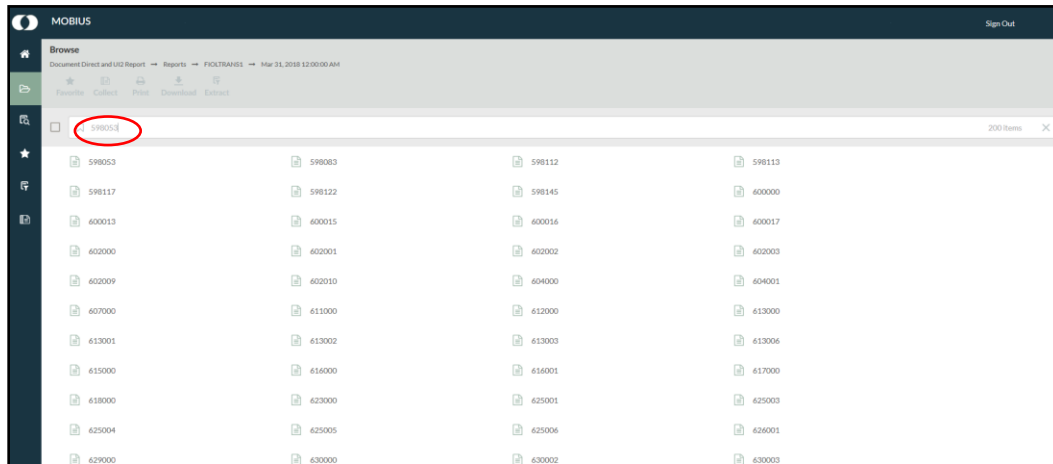 MOBIUS
Sign Out
Browse
Document Direct and UI2 Report → Reports → FIOLTRANS1 → Mar 31, 2018 12:00:00 AM
Favorite Collect Print Download Extract
598053 200 Items
598053 598083 598112 598113
598117 598122 598145 600000
600013 600015 600016 600017
602000 602001 602002 602003
602009 602010 604000 604001
607000 611000 612000 613000
613001 613002 613003 613006
615000 616000 616001 617000
618000 623000 625001 625003
625004 625005 625006 626001
629000 630000 630002 630003